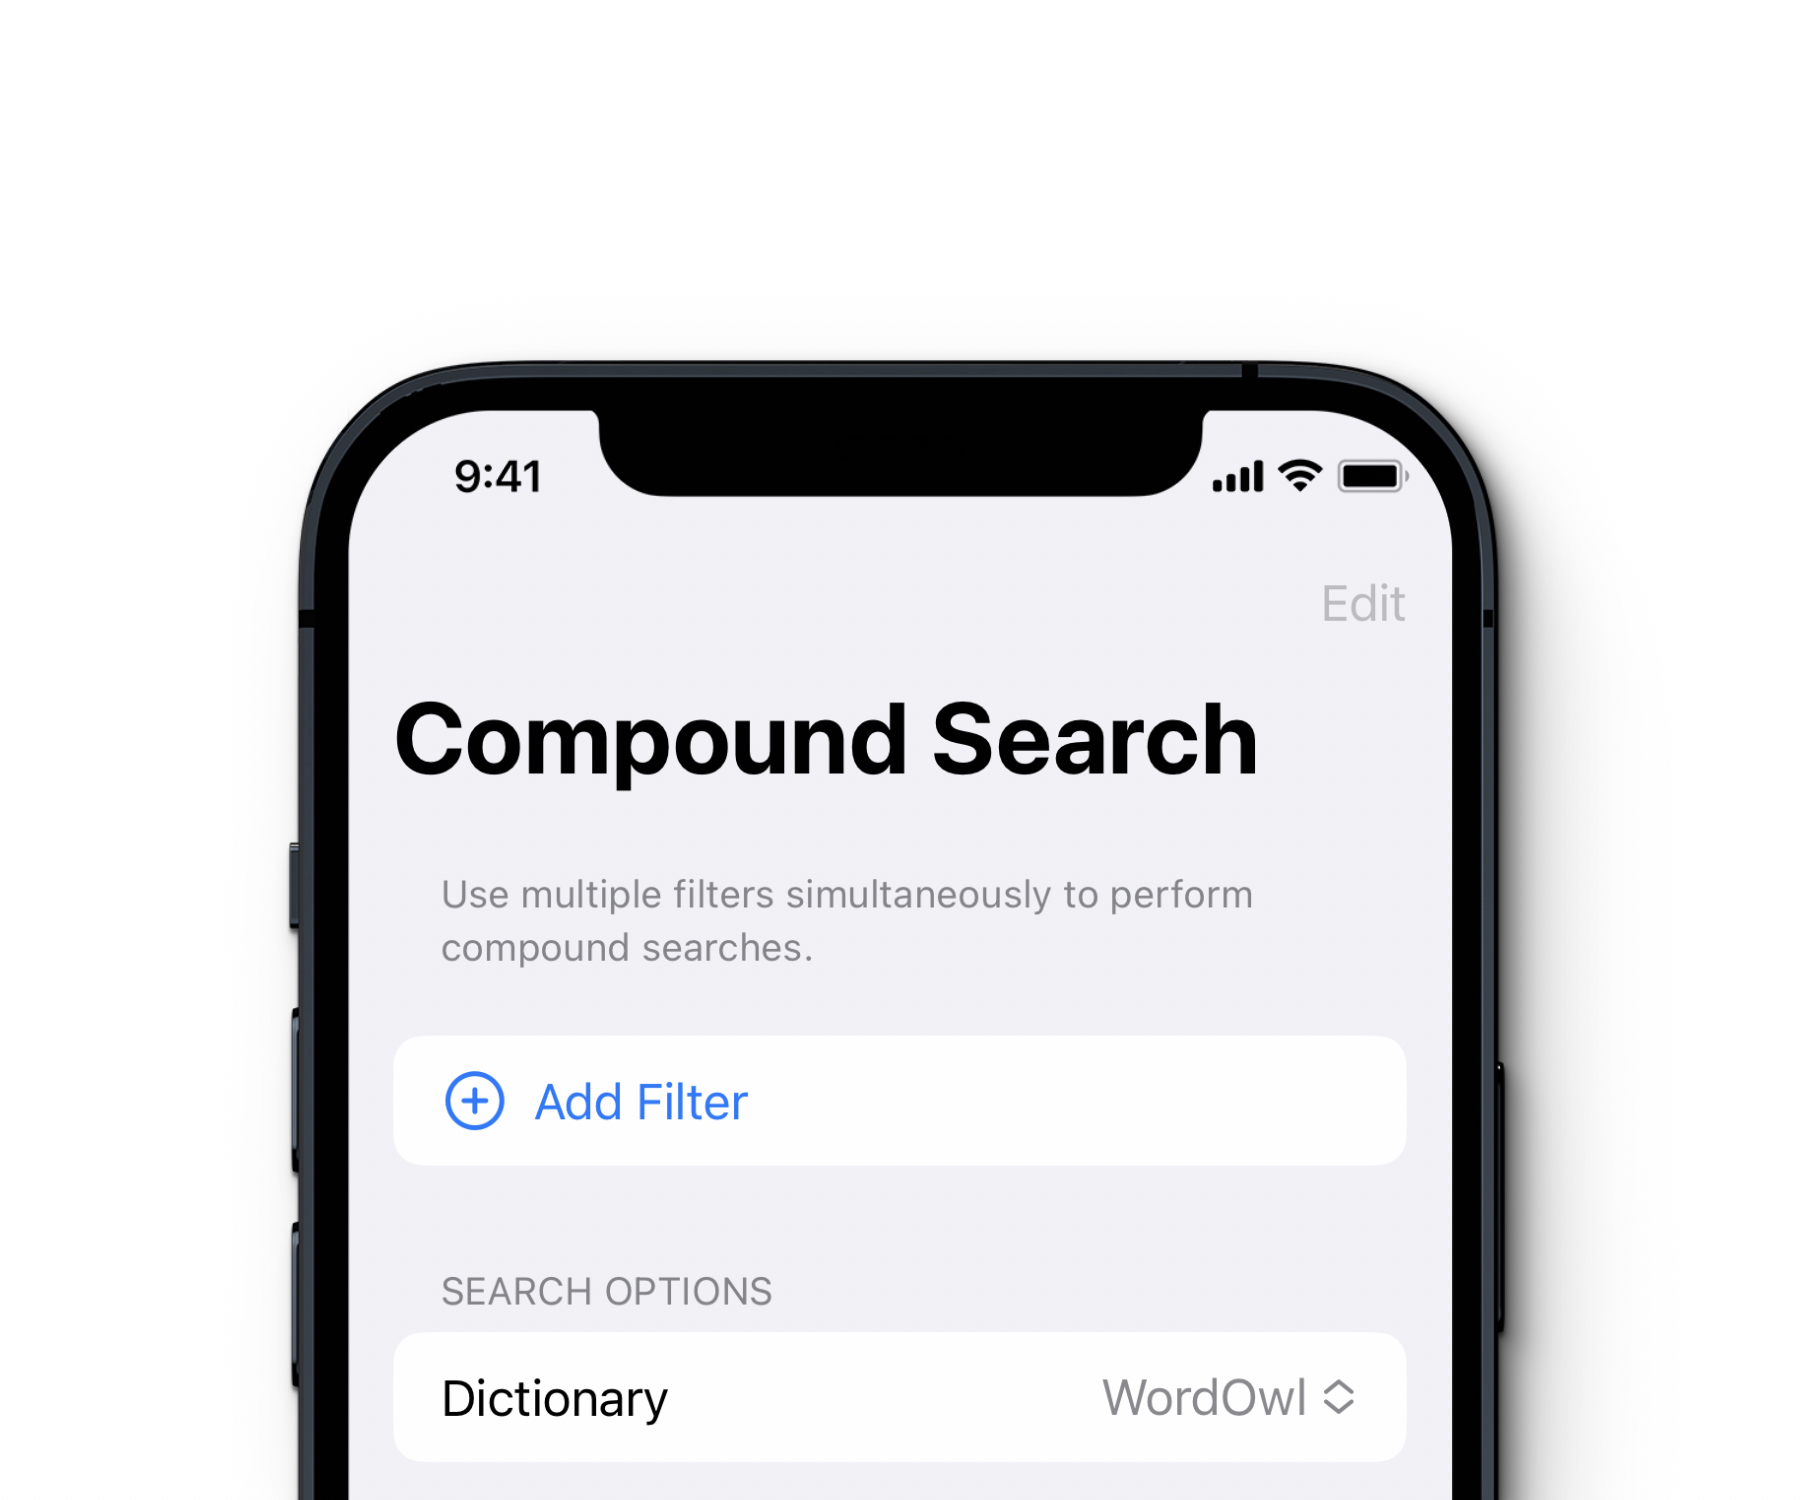 9:41
Edit
Compound Search
Use multiple filters simultaneously to perform
compound searches.
Add Filter
SEARCH OPTIONS
Dictionary WordOwl